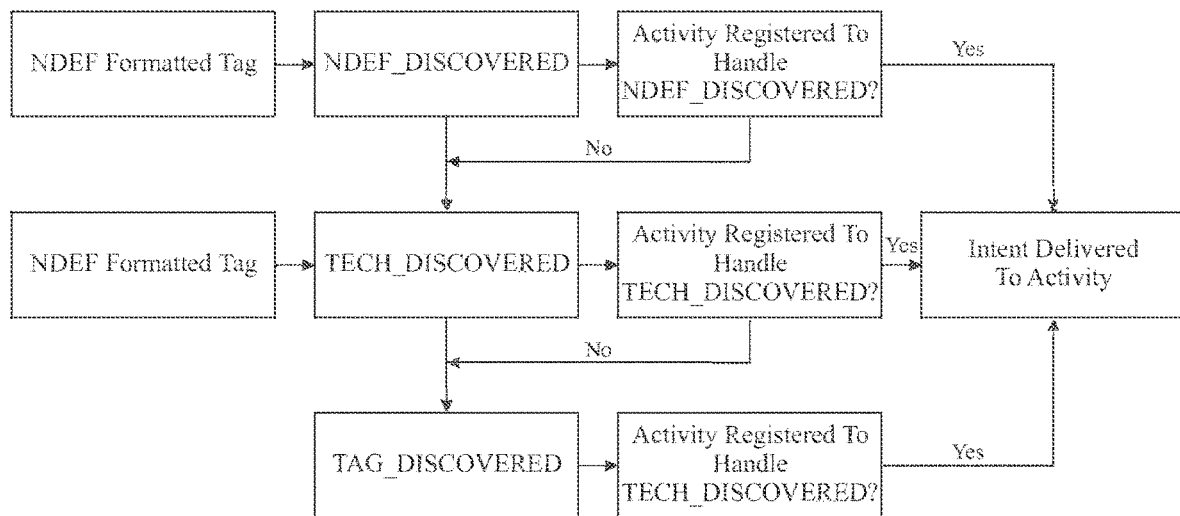 NDEF Formatted Tag
NDEF_DISCOVERED
Activity Registered To
Handle
NDEF_DISCOVERED?
Yes
No
NDEF Formatted Tag
TECH_DISCOVERED
Activity Registered To
Handle
TECH_DISCOVERED?
Yes
Intent Delivered
To Activity
No
TAG_DISCOVERED
Activity Registered To
Handle
TECH_DISCOVERED?
Yes